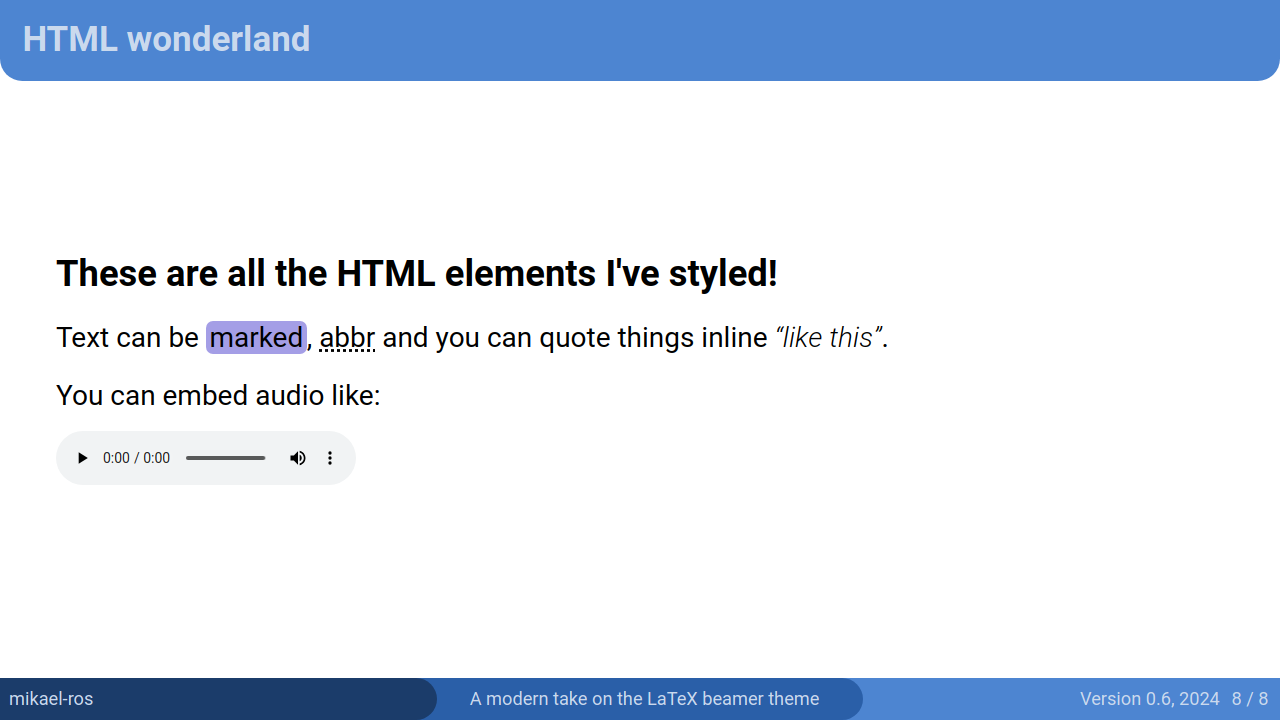 HTML wonderland
These are all the HTML elements I've styled!
Text can be marked, abbr and you can quote things inline “like this”.
You can embed audio like:
0:00 / 0:00
mikael-ros
A modern take on the LaTeX beamer theme
Version 0.6, 2024 8 / 8